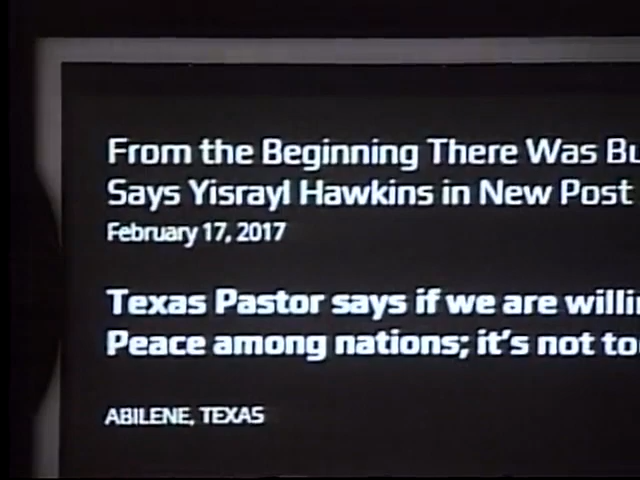 From the Beginning There Was
Says Yisrayl Hawkins in New Post
February 17, 2017
Texas Pastor says if we are
Peace among nations; it's not
ABILENE, TEXAS